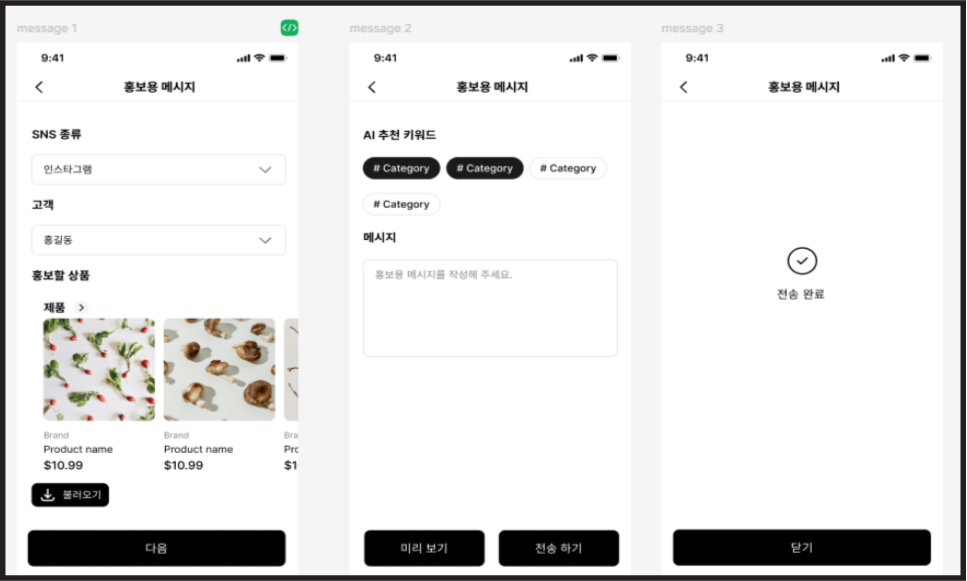 message 1
</>
9:41
홍보용 메시지
SNS 종류
인스타그램
고객
홍길동
홍보할 상품
제품
Brand
Product name
$10.99
Brand
Product name
$10.99
Bra
Prc
$1
불러오기
다음
message 2
9:41
홍보용 메시지
AI 추천 키워드
# Category
# Category
# Category
# Category
메시지
홍보용 메시지를 작성해 주세요.
미리 보기
전송 하기
message 3
9:41
홍보용 메시지
전송 완료
닫기